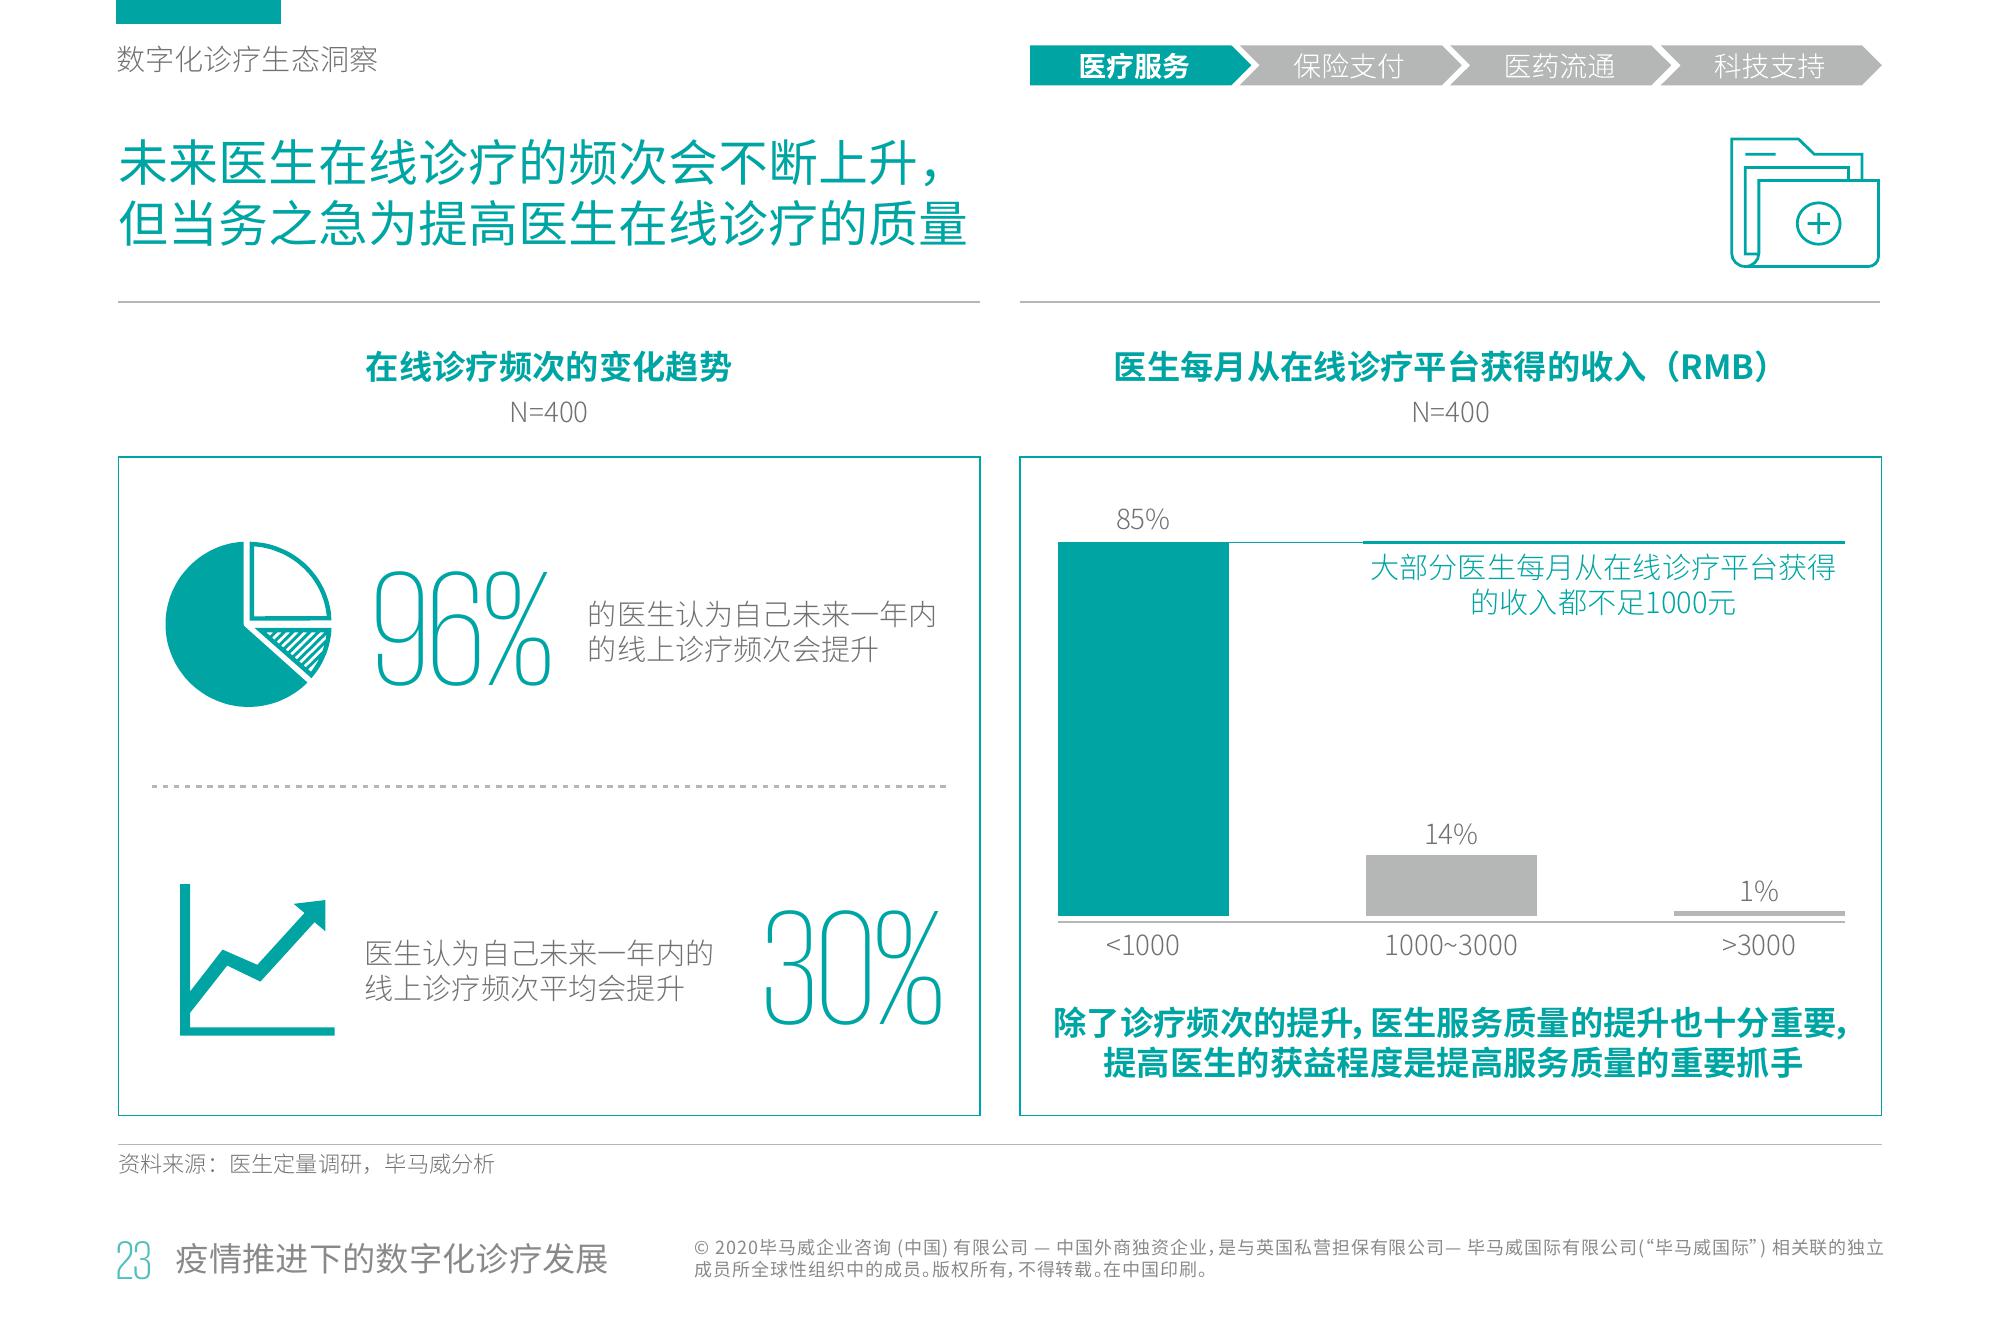 数字化诊疗生态洞察
医疗服务
保险支付
医药流通
科技支持
未来医生在线诊疗的频次会不断上升，
但当务之急为提高医生在线诊疗的质量
在线诊疗频次的变化趋势
N=400
96%
的医生认为自己未来一年内
的线上诊疗频次会提升
医生认为自己未来一年内的
线上诊疗频次平均会提升
30%
医生每月从在线诊疗平台获得的收入（RMB）
N=400
85%
大部分医生每月从在线诊疗平台获得
的收入都不足1000元
14%
1%
<1000
1000~3000
>3000
除了诊疗频次的提升，医生服务质量的提升也十分重要，
提高医生的获益程度是提高服务质量的重要抓手
资料来源：医生定量调研，毕马威分析
23
疫情推进下的数字化诊疗发展
© 2020毕马威企业咨询 (中国) 有限公司 — 中国外商独资企业，是与英国私营担保有限公司— 毕马威国际有限公司(“毕马威国际”) 相关联的独立
成员所全球性组织中的成员。版权所有，不得转载。在中国印刷。